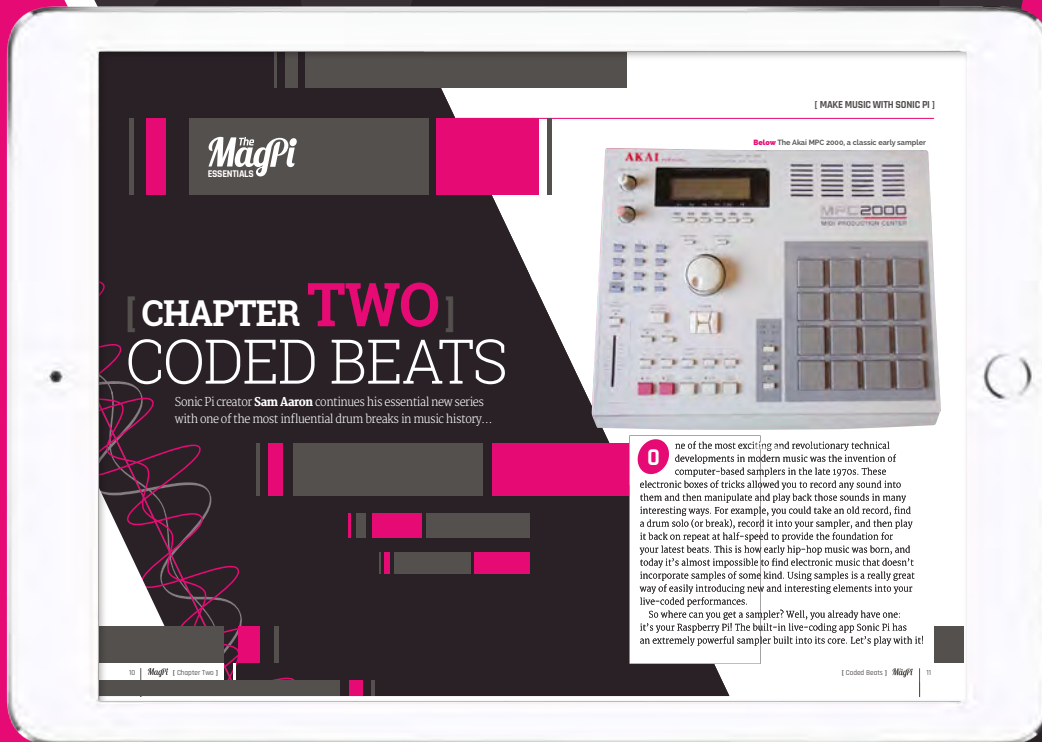 [ MAKE MUSIC WITH SONIC PI ]
The
MagPi
ESSENTIALS
Below The Akai MPC 2000, a classic early sampler
AKAI
MPC2000
MIDI PRODUCTION CENTER
[ CHAPTER TWO ]
CODED BEATS
Sonic Pi creator Sam Aaron continues his essential new series
with one of the most influential drum breaks in music history…
One of the most exciting and revolutionary technical
developments in modern music was the invention of
computer-based samplers in the late 1970s. These
electronic boxes of tricks allowed you to record any sound into
them and then manipulate and play back those sounds in many
interesting ways. For example, you could take an old record, find
a drum solo (or break), record it into your sampler, and then play
it back on repeat at half-speed to provide the foundation for
your latest beats. This is how early hip-hop music was born, and
today it's almost impossible to find electronic music that doesn't
incorporate samples of some kind. Using samples is a really great
way of easily introducing new and interesting elements into your
live-coded performances.
So where can you get a sampler? Well, you already have one:
it's your Raspberry Pi! The built-in live-coding app Sonic Pi has
an extremely powerful sampler built into its core. Let's play with it!
10 MagPi [ Chapter Two ]
[ Coded Beats ] MagPi 11